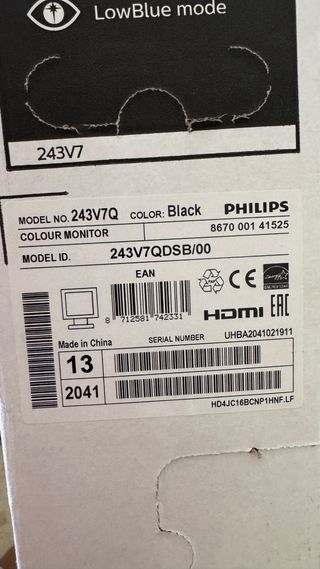 LowBlue mode
243V7
MODEL NO. 243V7Q COLOR: Black PHILIPS
COLOUR MONITOR 8670 001 41525
MODEL ID. 243V7QDSB/00
EAN
8 712581 742331
CE
HDMI EAC
Made in China SERIAL NUMBER UHBA2041021911
13
2041
HD4JC16BCNP1HNF.LF